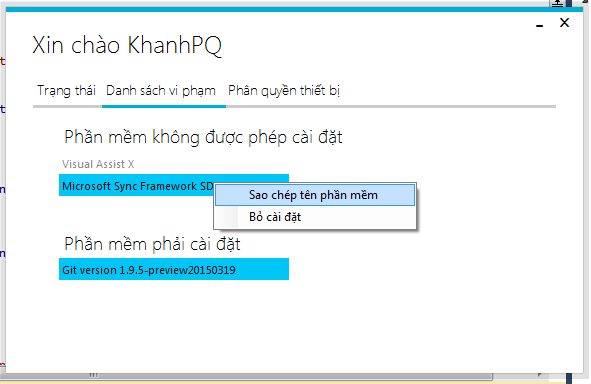 Xin chào KhanhPQ
Trạng thái Danh sách vi phạm Phân quyền thiết bị
Phần mềm không được phép cài đặt
Visual Assist X
Microsoft Sync Framework SD
Sao chép tên phần mềm
Bỏ cài đặt
Phần mềm phải cài đặt
Git version 1.9.5-preview20150319